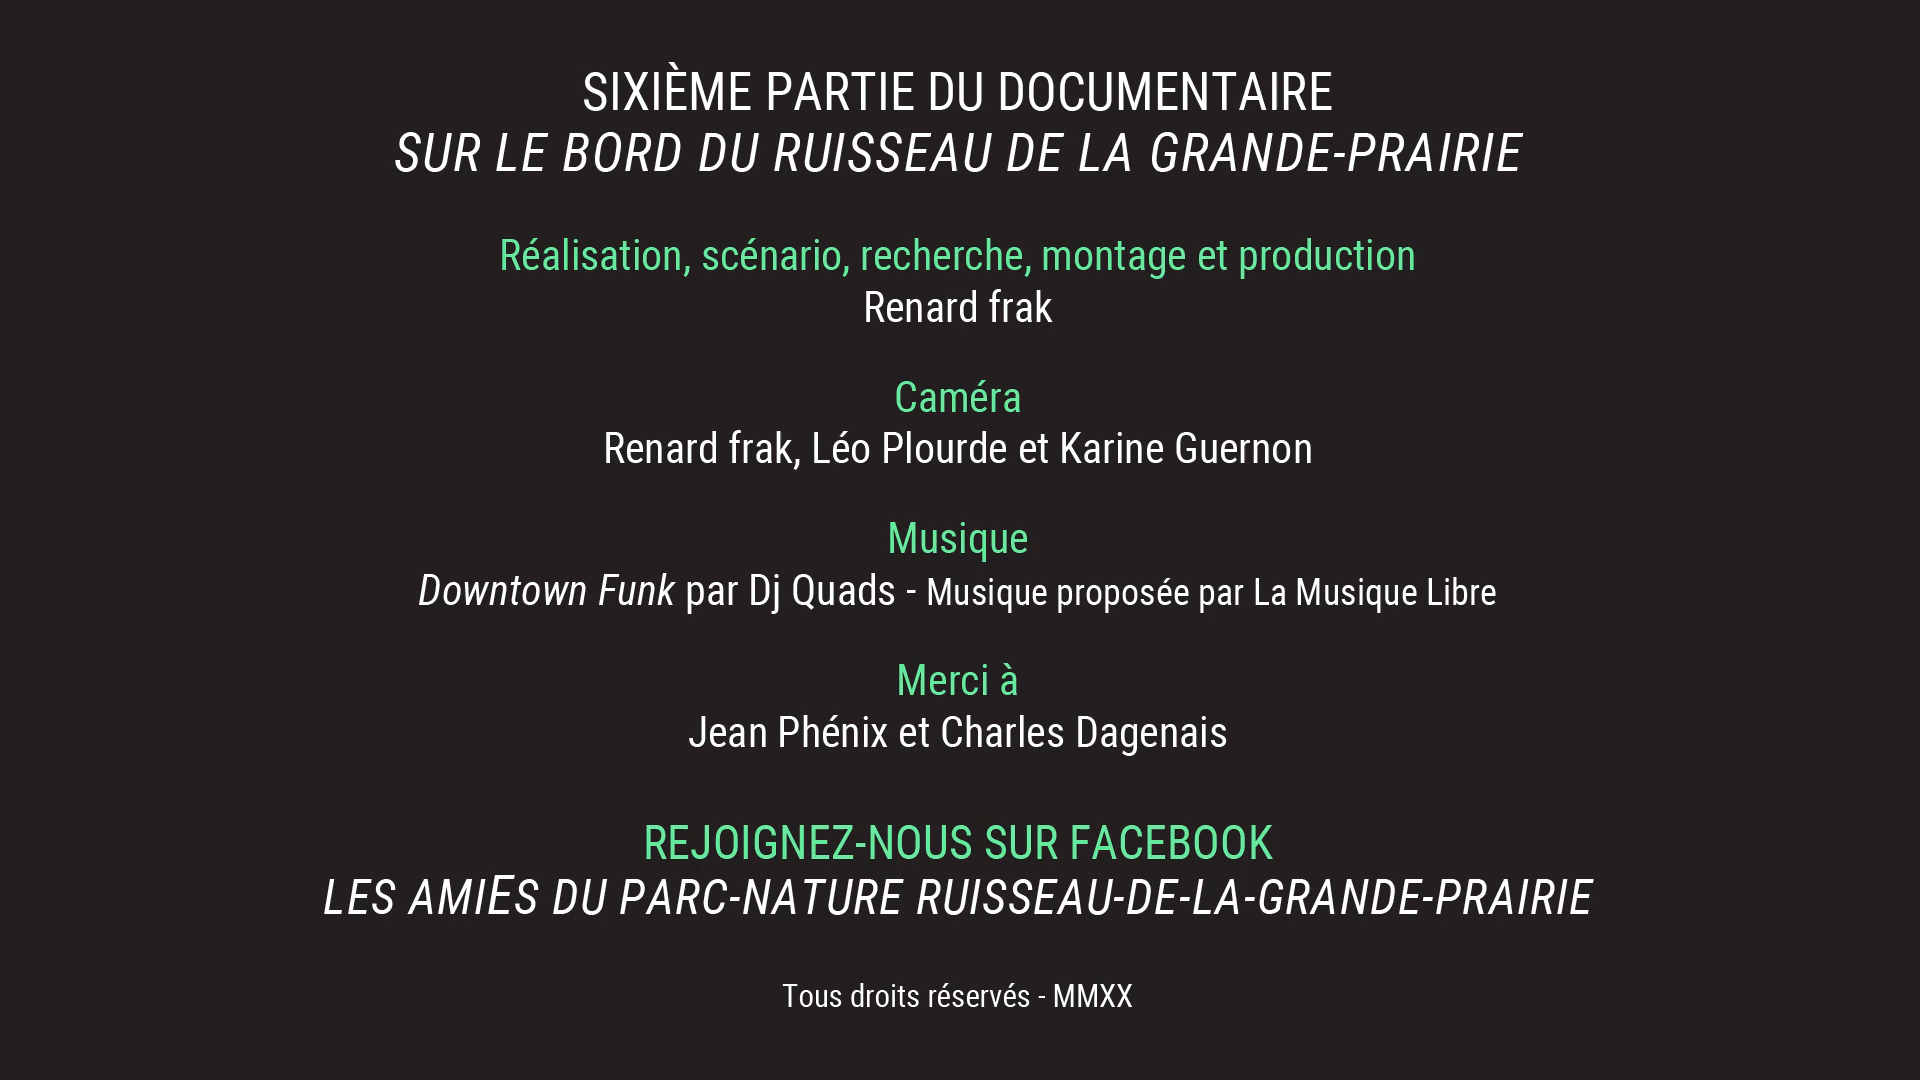 SIXIÈME PARTIE DU DOCUMENTAIRE
SUR LE BORD DU RUISSEAU DE LA GRANDE-PRAIRIE
Réalisation, scénario, recherche, montage et production
Renard frak
Caméra
Renard frak, Léo Plourde et Karine Guernon
Musique
Downtown Funk par Dj Quads - Musique proposée par La Musique Libre
Merci à
Jean Phénix et Charles Dagenais
REJOIGNEZ-NOUS SUR FACEBOOK
LES AMIES DU PARC-NATURE RUISSEAU-DE-LA-GRANDE-PRAIRIE
Tous droits réservés - MMXX